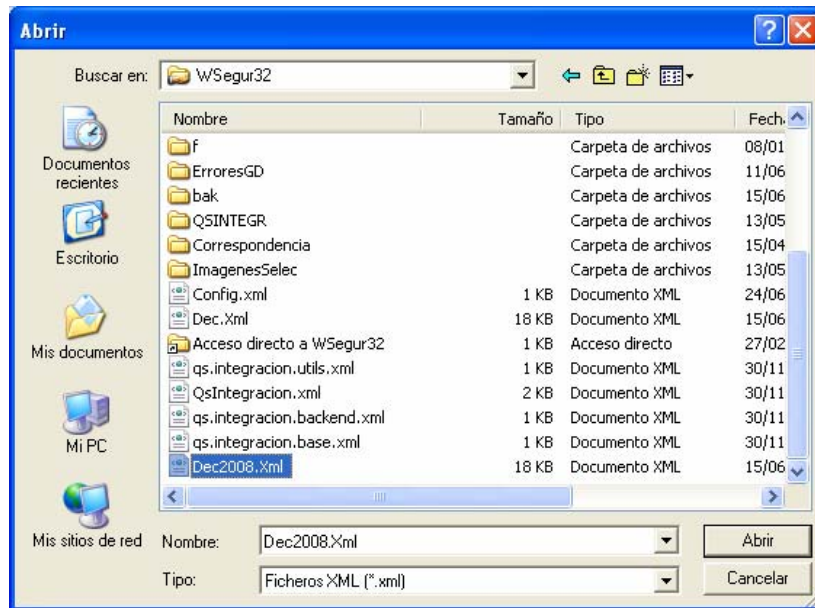 Abrir
Buscar en: WSegur32
Nombre Tamaño Tipo Fech
f Carpeta de archivos 08/01
ErroresGD Carpeta de archivos 11/06
bak Carpeta de archivos 15/06
QSINTEGR Carpeta de archivos 13/05
Correspondencia Carpeta de archivos 15/04
ImagenesSelec Carpeta de archivos 13/05
Config.xml 1 KB Documento XML 24/06
Dec.Xml 18 KB Documento XML 15/06
Acceso directo a WSegur32 1 KB Acceso directo 27/02
qs.integracion.utils.xml 1 KB Documento XML 30/11
QsIntegracion.xml 2 KB Documento XML 30/11
qs.integracion.backend.xml 1 KB Documento XML 30/11
qs.integracion.base.xml 1 KB Documento XML 30/11
Dec2008.Xml 18 KB Documento XML 15/06
Documentos
recientes
Escritorio
Mis documentos
Mi PC
Mis sitios de red
Nombre: Dec2008.Xml Abrir
Tipo: Ficheros XML (*.xml) Cancelar